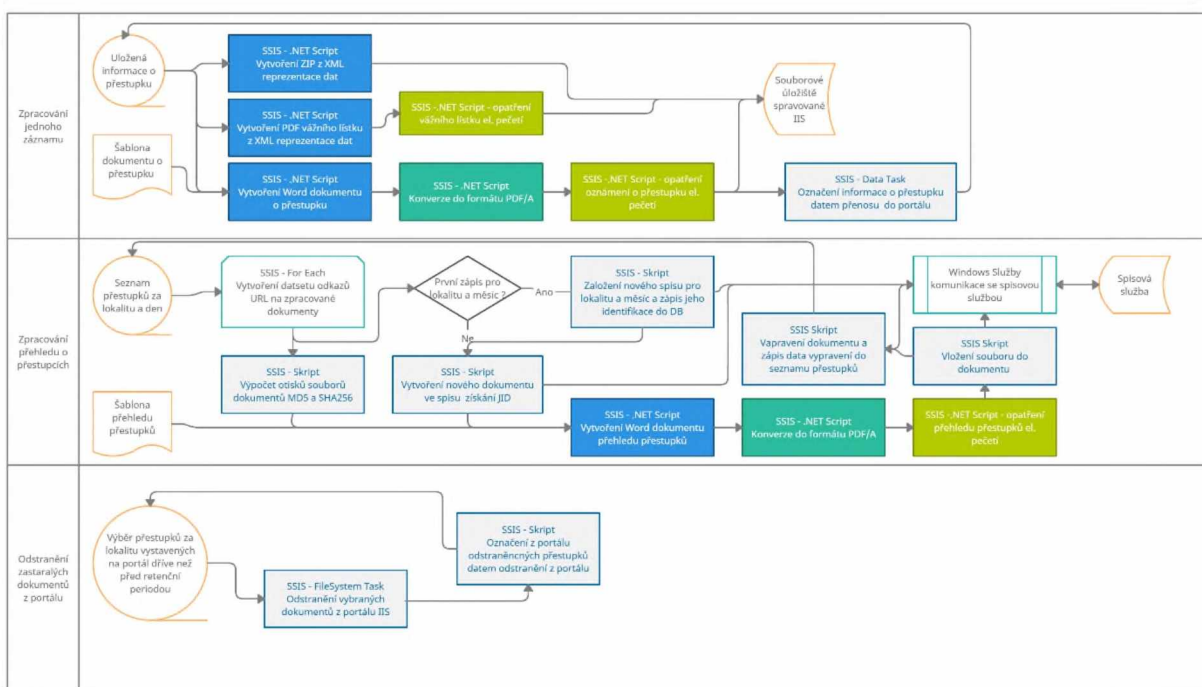 Zpracování
jednoho
záznamu
Uložená
informace o
přestupku
Šablona
dokumentu o
přestupku
SSIS - .NET Script
Vytvoření ZIP z XML
reprezentace dat
SSIS - .NET Script
Vytvoření PDF vážního lístku
z XML reprezentace dat
SSIS -.NET Script - opatření
vážního lístku el. pečetí
SSIS - .NET Script
Vytvoření Word dokumentu
o přestupku
SSIS - .NET Script
Konverze do formátu PDF/A
SSIS -.NET Script - opatření
oznámení o přestupku el.
pečetí
Souborové
úložiště
spravované
IIS
SSIS - Data Task
Označení informace o přestupku
datem přenosu do portálu
Zpracování
přehledu o
přestupcích
Seznam
přestupků za
lokalitu a den
SSIS - For Each
Vytvoření datsetu odkazů
URL na zpracované
dokumenty
První zápis pro
lokalitu a měsíc ?
Ano
Ne
SSIS - Skript
Založení nového spisu pro
lokalitu a měsíc a zápis jeho
identifikace do DB
Windows Služby
komunikace se spisovou
službou
Spisová
služba
SSIS - Skript
Výpočet otisků souborů
dokumentů MD5 a SHA256
SSIS - Skript
Vytvoření nového dokumentu
ve spisu získání JID
SSIS Skript
Vapravení dokumentu a
zápis data vypravení do
seznamu přestupků
SSIS Skript
Vložení souboru do
dokumentu
Šablona
přehledu
přestupků
SSIS - .NET Script
Vytvoření Word dokumentu
přehledu přestupků
SSIS - .NET Script
Konverze do formátu PDF/A
SSIS -.NET Script - opatření
přehledu přestupků el.
pečetí
Odstranění
zastaralých
dokumentů
z portálu
Výběr přestupků za
lokalitu vystavených
na portál dříve než
před retenční
periodou
SSIS - FileSystem Task
Odstranění vybraných
dokumentů z portálu IIS
SSIS - Skript
Označení z portálu
odstraněncných přestupků
datem odstranění z portálu